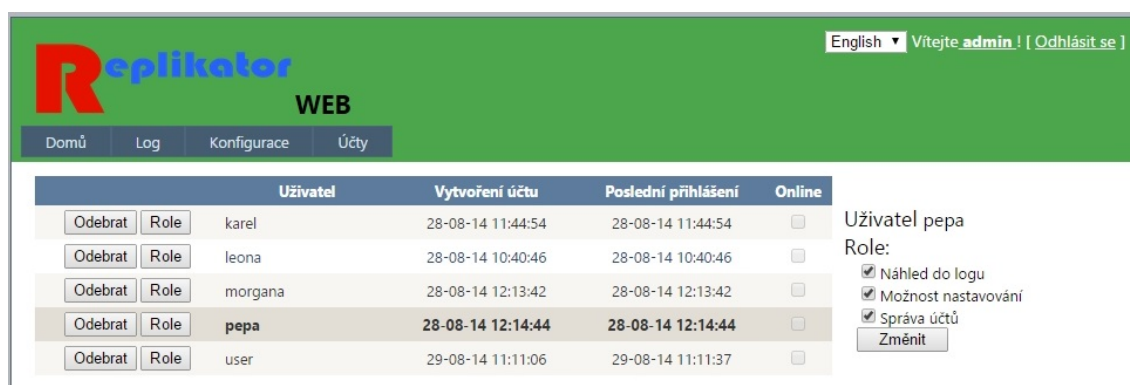 English Vítejte admin ! [ Odhlásit se ]
Replikator
WEB
Domů Log Konfigurace Účty
Uživatel Vytvoření účtu Poslední přihlášení Online
Odebrat Role karel 28-08-14 11:44:54 28-08-14 11:44:54
Odebrat Role leona 28-08-14 10:40:46 28-08-14 10:40:46
Odebrat Role morgana 28-08-14 12:13:42 28-08-14 12:13:42
Odebrat Role pepa 28-08-14 12:14:44 28-08-14 12:14:44
Odebrat Role user 29-08-14 11:11:06 29-08-14 11:11:37
Uživatel pepa
Role:
Náhled do logu
Možnost nastavování
Správa účtů
Změnit